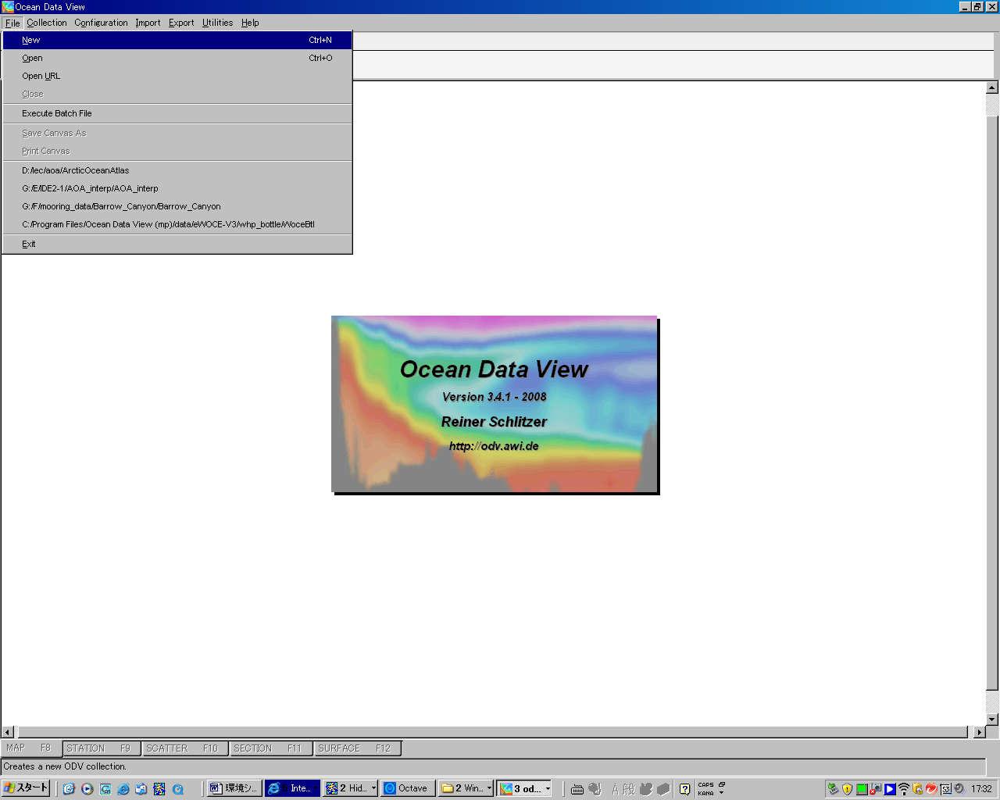 Ocean Data View
File Collection Configuration Import Export Utilities Help
New Ctrl+N
Open Ctrl+O
Open URL
Close
Execute Batch File
Save Canvas As
Print Canvas
D:/lec/aoa/ArcticOceanAtlas
G:/E/IDE2-1/AOA_interp/AOA_interp
G:/F/mooring_data/Barrow_Canyon/Barrow_Canyon
C:/Program Files/Ocean Data View (mp)/data/eWOCE-V3/whp_bottle/WoceBtl
Exit
Ocean Data View
Version 3.4.1 - 2008
Reiner Schlitzer
http://odv.awi.de
MAP F8 STATION F9 SCATTER F10 SECTION F11 SURFACE F12
Creates a new ODV collection.
スタート 環境シ... 6 Inte... 2 Hid... Octave 2 Win... 3 od... A 般 CAPS KANA 17:32